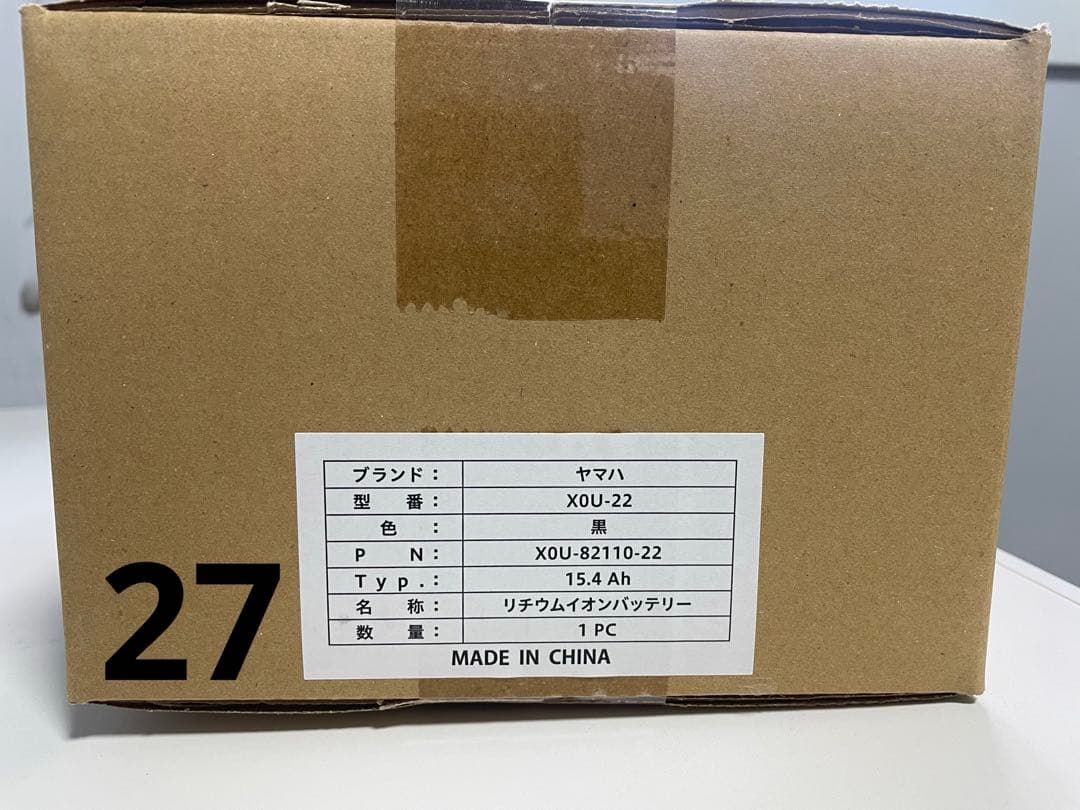 ブランド： ヤマハ
型 番： X0U-22
色 ： 黒
P N： X0U-82110-22
Typ.： 15.4 Ah
名 称： リチウムイオンバッテリー
数 量： 1 PC
MADE IN CHINA
27